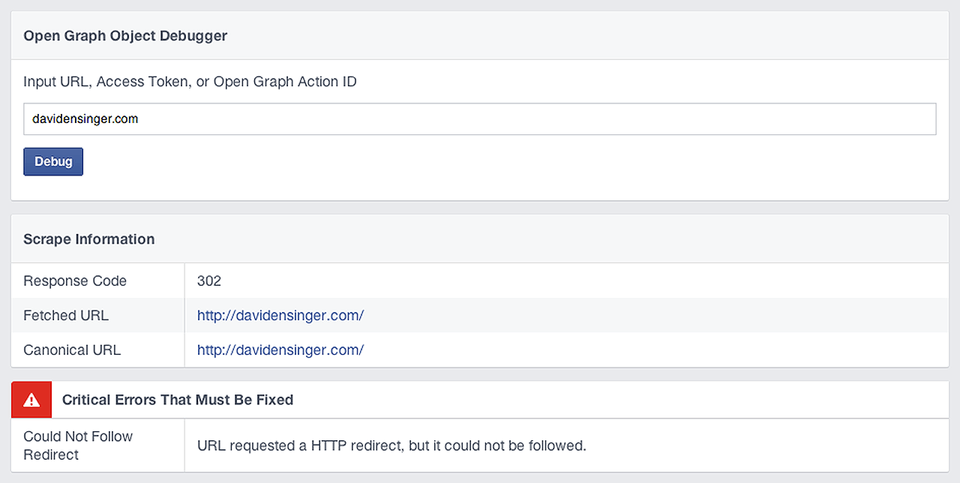 Open Graph Object Debugger
Input URL, Access Token, or Open Graph Action ID
davidensinger.com
Debug
Scrape Information
Response Code 302
Fetched URL http://davidensinger.com/
Canonical URL http://davidensinger.com/
Critical Errors That Must Be Fixed
Could Not Follow
Redirect
URL requested a HTTP redirect, but it could not be followed.